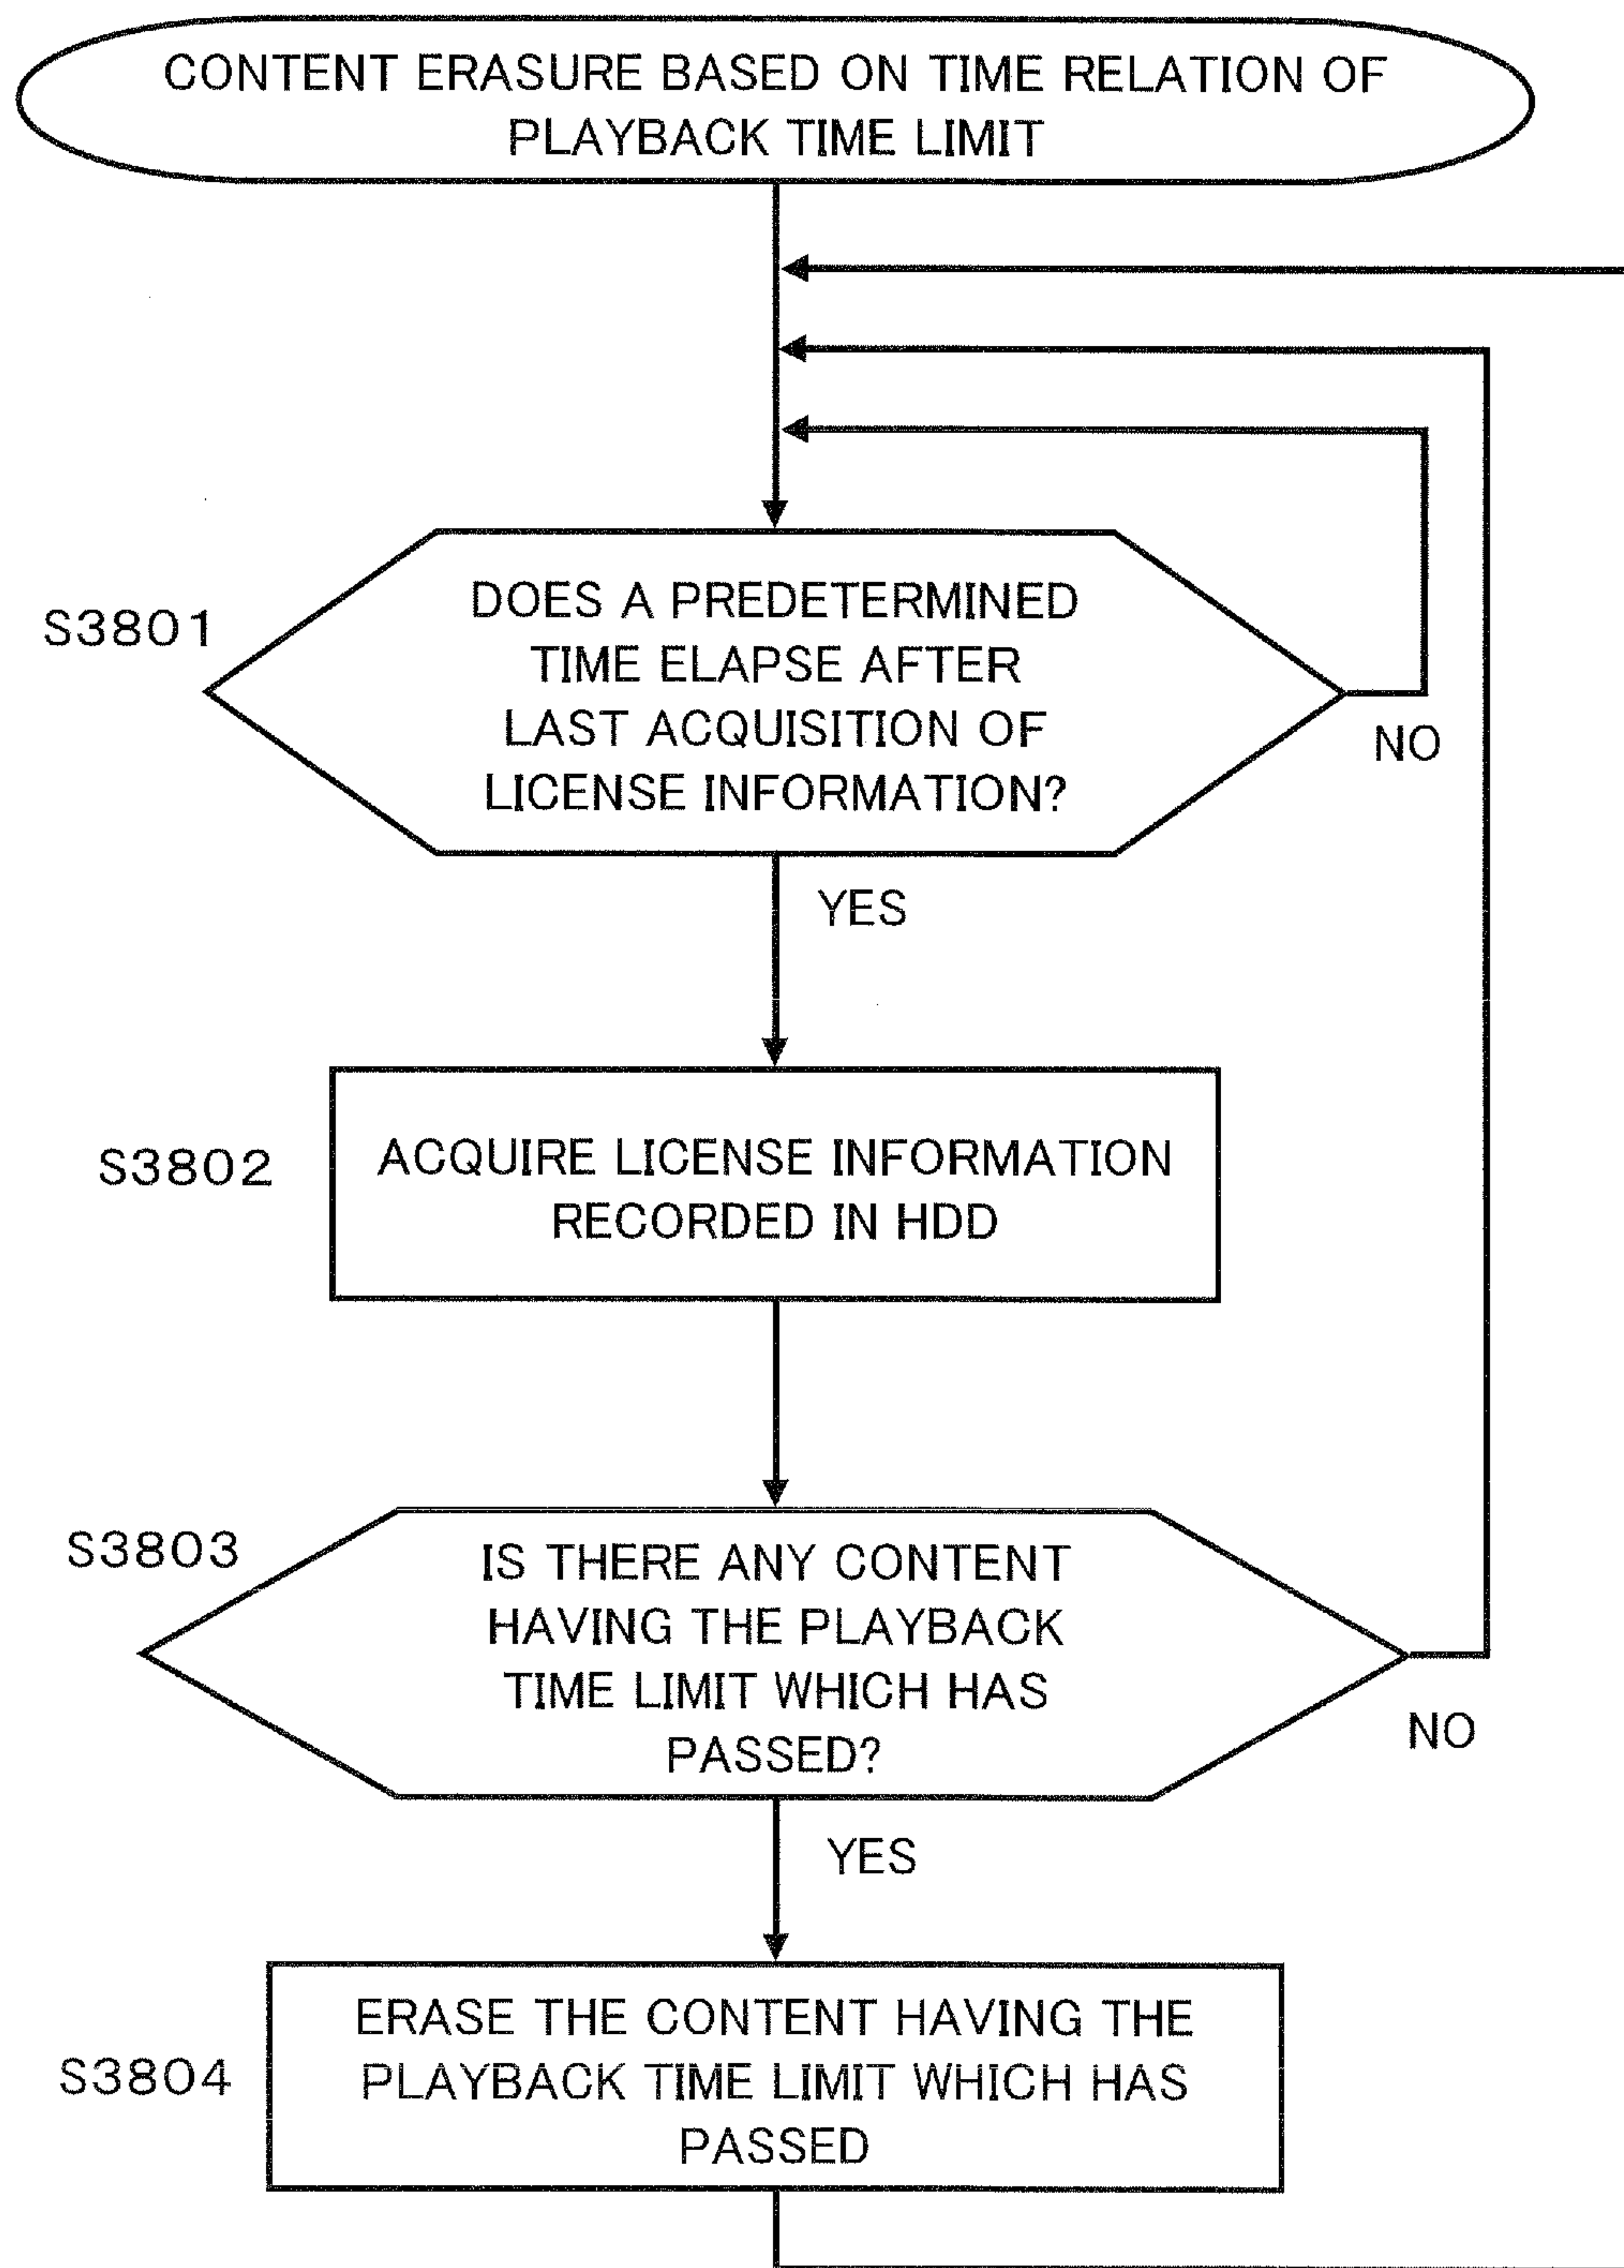 CONTENT ERASURE BASED ON TIME RELATION OF
PLAYBACK TIME LIMIT
S3801
DOES A PREDETERMINED
TIME ELAPSE AFTER
LAST ACQUISITION OF
LICENSE INFORMATION?
NO
YES
S3802
ACQUIRE LICENSE INFORMATION
RECORDED IN HDD
S3803
IS THERE ANY CONTENT
HAVING THE PLAYBACK
TIME LIMIT WHICH HAS
PASSED?
NO
YES
S3804
ERASE THE CONTENT HAVING THE
PLAYBACK TIME LIMIT WHICH HAS
PASSED